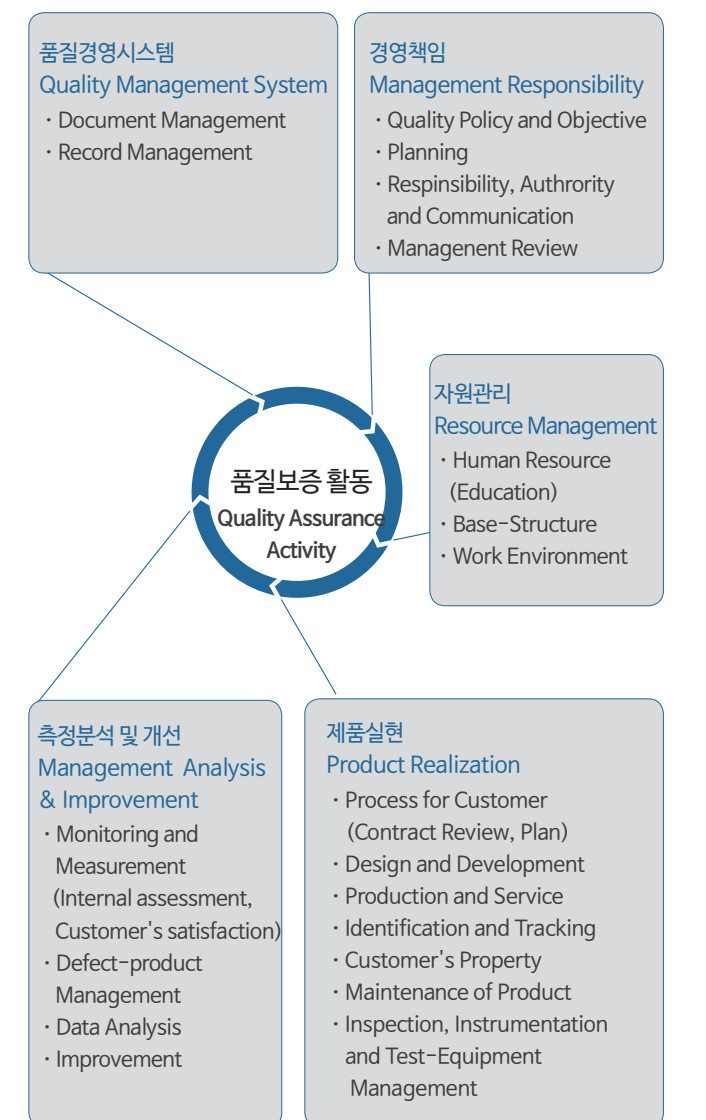 품질경영시스템
Quality Management System
· Document Management
· Record Management
경영책임
Management Responsibility
· Quality Policy and Objective
· Planning
· Respinsibility, Authrority
and Communication
· Managenent Review
자원관리
Resource Management
· Human Resource
(Education)
· Base-Structure
· Work Environment
품질보증 활동
Quality Assurance
Activity
측정분석 및 개선
Management Analysis
& Improvement
· Monitoring and
Measurement
(Internal assessment,
Customer's satisfaction)
· Defect-product
Management
· Data Analysis
· Improvement
제품실현
Product Realization
· Process for Customer
(Contract Review, Plan)
· Design and Development
· Production and Service
· Identification and Tracking
· Customer's Property
· Maintenance of Product
· Inspection, Instrumentation
and Test-Equipment
Management